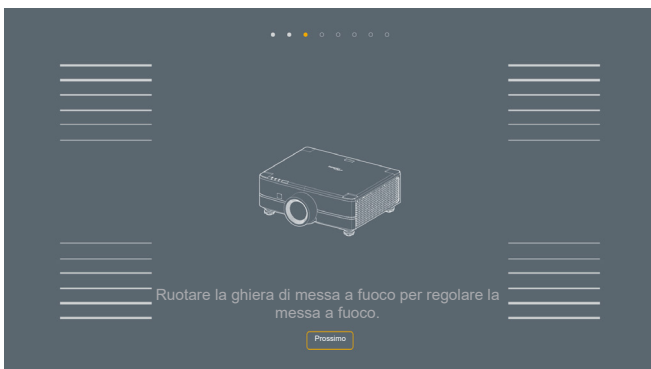 Ruotare la ghiera di messa a fuoco per regolare la
messa a fuoco.
Prossimo